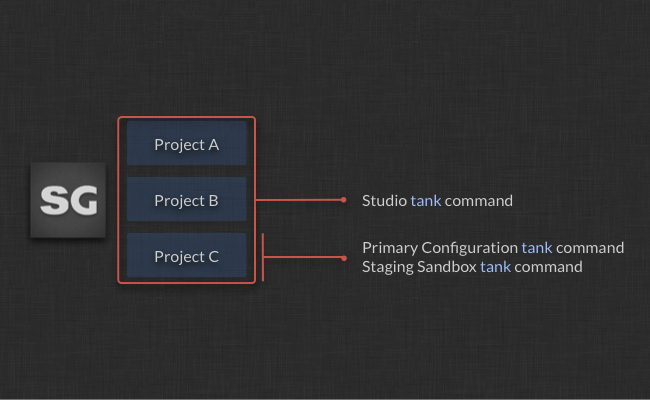 SG
Project A
Project B
Project C
Studio tank command
Primary Configuration tank command
Staging Sandbox tank command